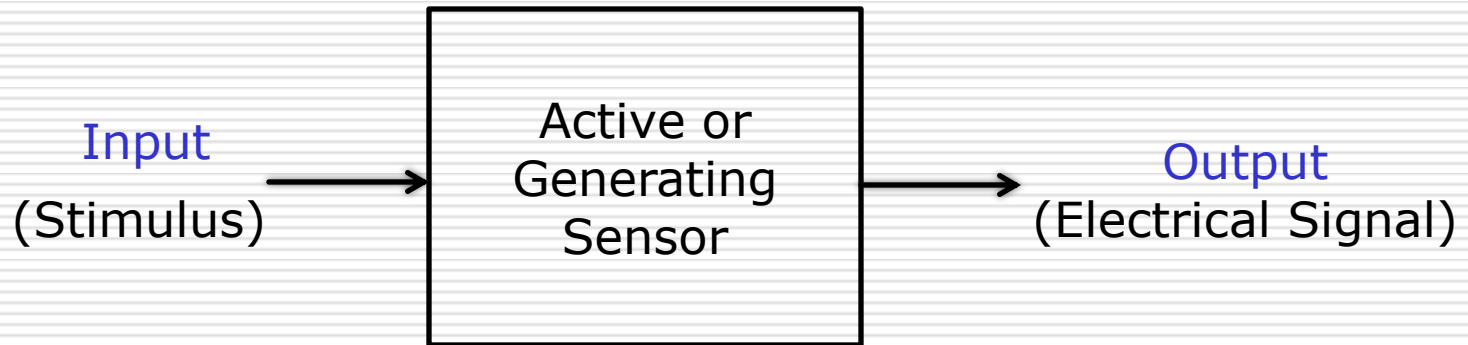 Input
(Stimulus)
Active or
Generating
Sensor
Output
(Electrical Signal)